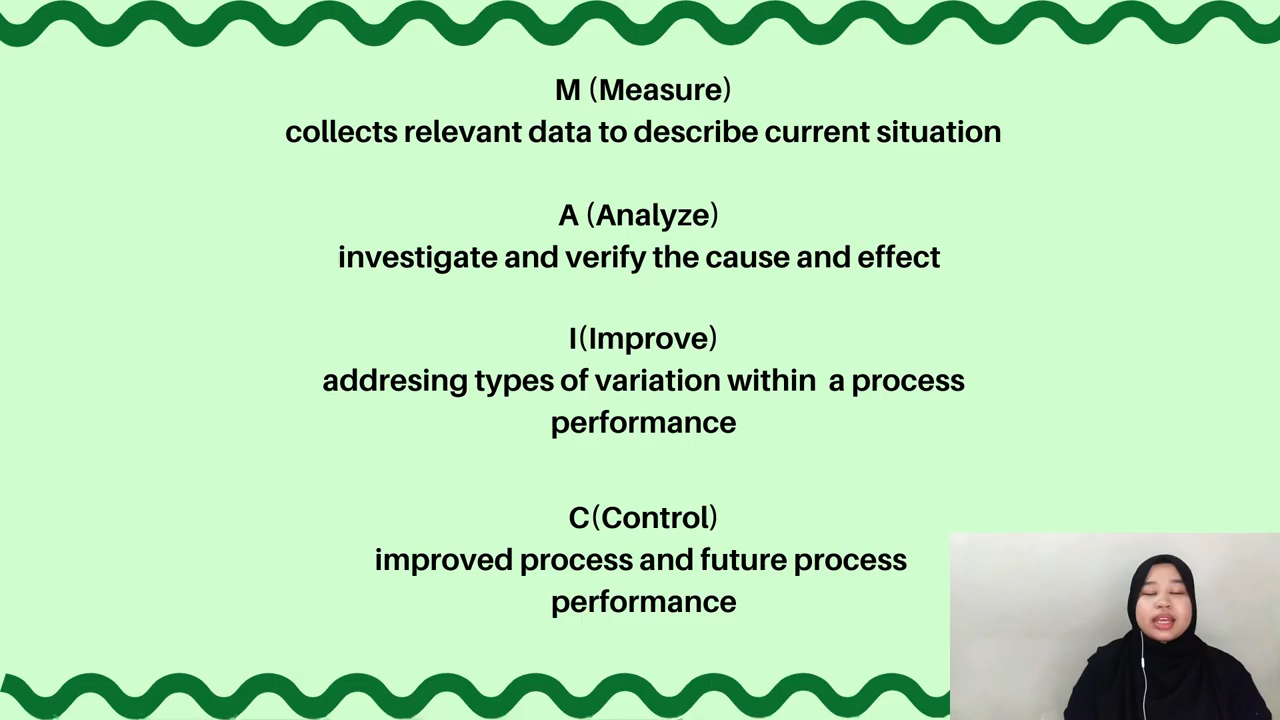 M (Measure)
collects relevant data to describe current situation
A (Analyze)
investigate and verify the cause and effect
I(Improve)
addresing types of variation within  a process
performance
C(Control)
improved process and future process
performance